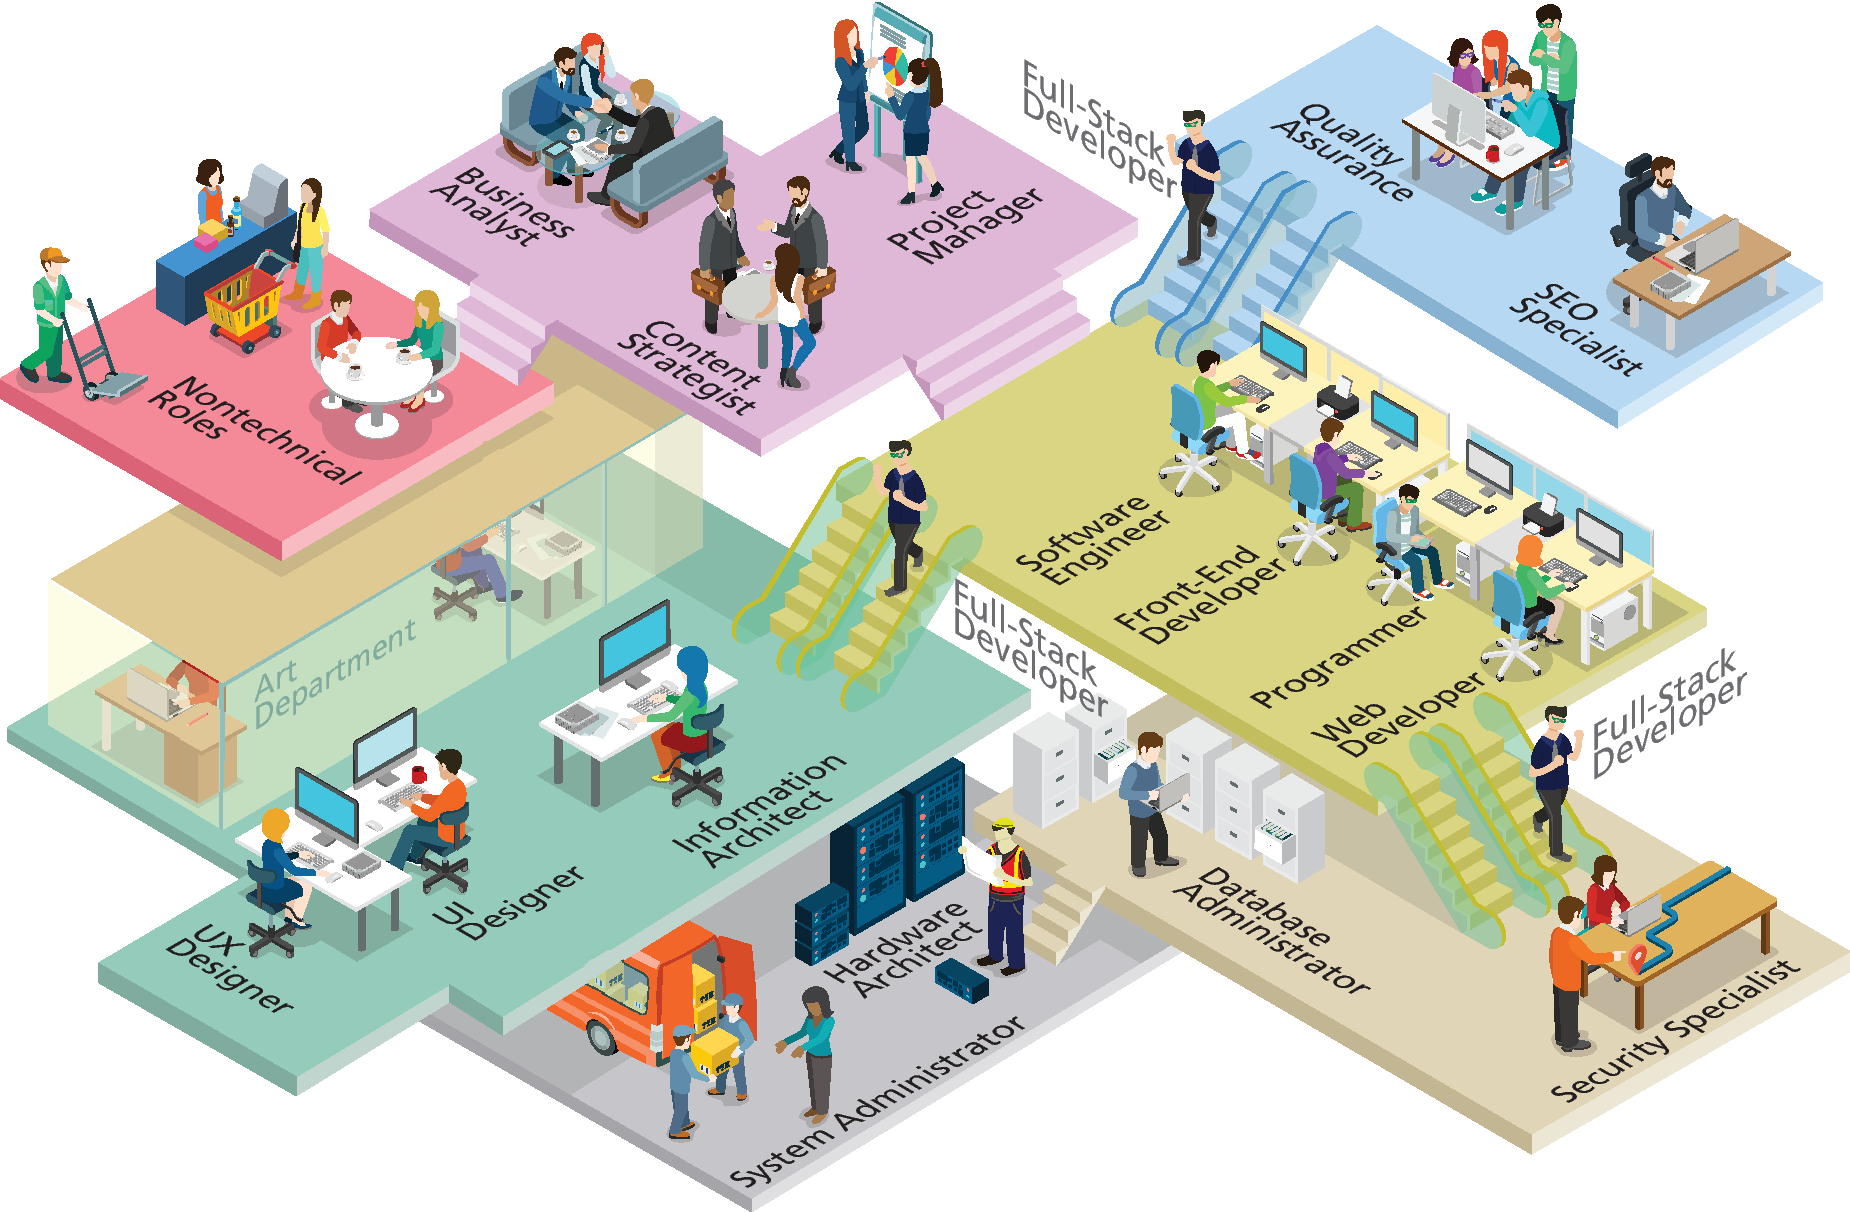 Full-Stack
Developer
Quality
Assurance
Business
Analyst
Project
Manager
SEO
Specialist
Content
Strategist
Nontechnical
Roles
Software
Engineer
Front-End
Developer
Programmer
Web
Developer
Full-Stack
Developer
Full-Stack
Developer
Art
Department
Information
Architect
UI
Designer
UX
Designer
Hardware
Architect
Database
Administrator
System Administrator
Security Specialist